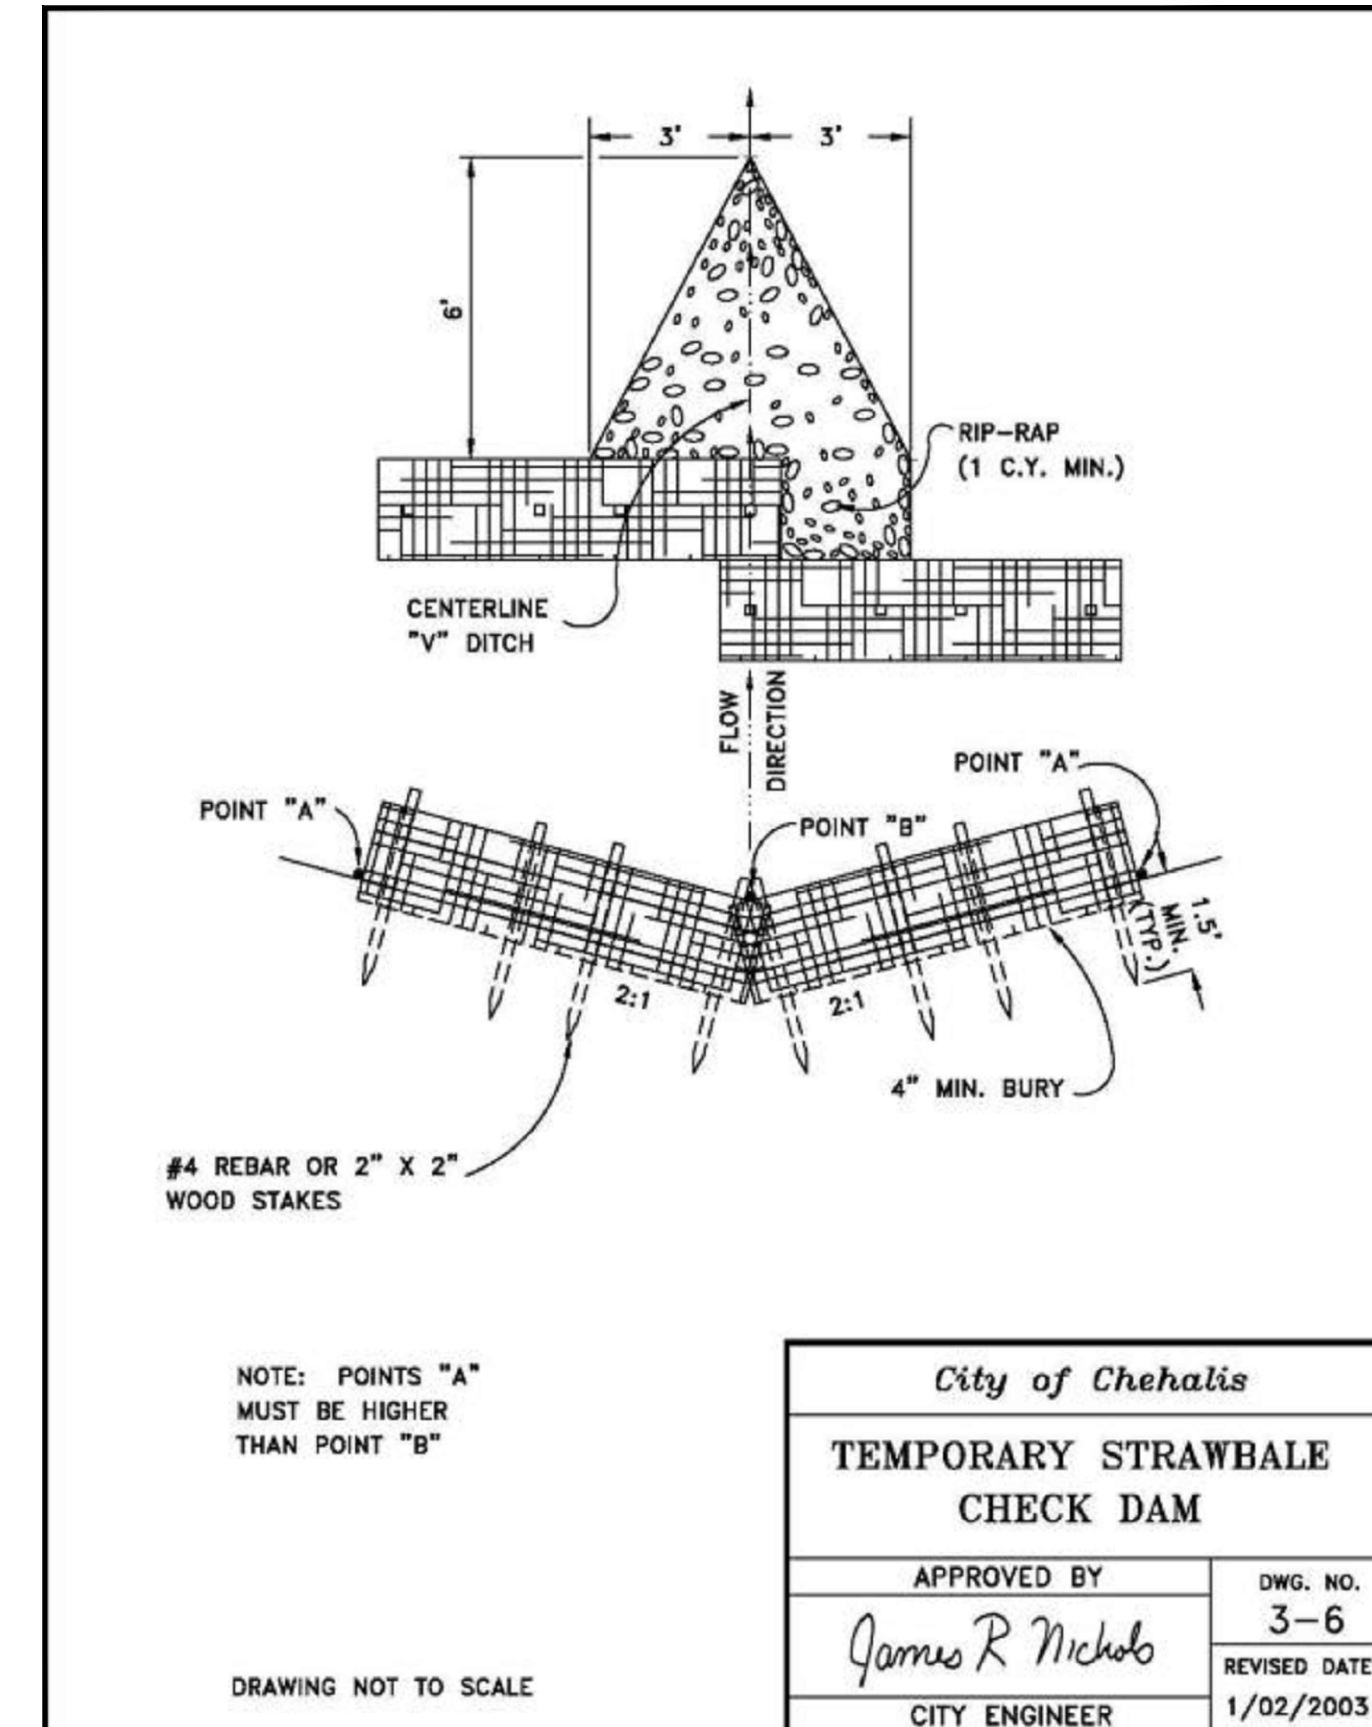 3' 3'
6'
RIP-RAP
(1 C.Y. MIN.)
CENTERLINE
"V" DITCH
FLOW
DIRECTION
POINT "A"
POINT "A"
POINT "B"
1.5'
MIN.
(TYP.)
2:1 2:1
4" MIN. BURY
#4 REBAR OR 2" X 2"
WOOD STAKES
NOTE: POINTS "A"
MUST BE HIGHER
THAN POINT "B"
City of Chehalis
TEMPORARY STRAWBALE
CHECK DAM
APPROVED BY
DWG. NO.
3-6
James R Nichols
REVISED DATE
1/02/2003
CITY ENGINEER
DRAWING NOT TO SCALE